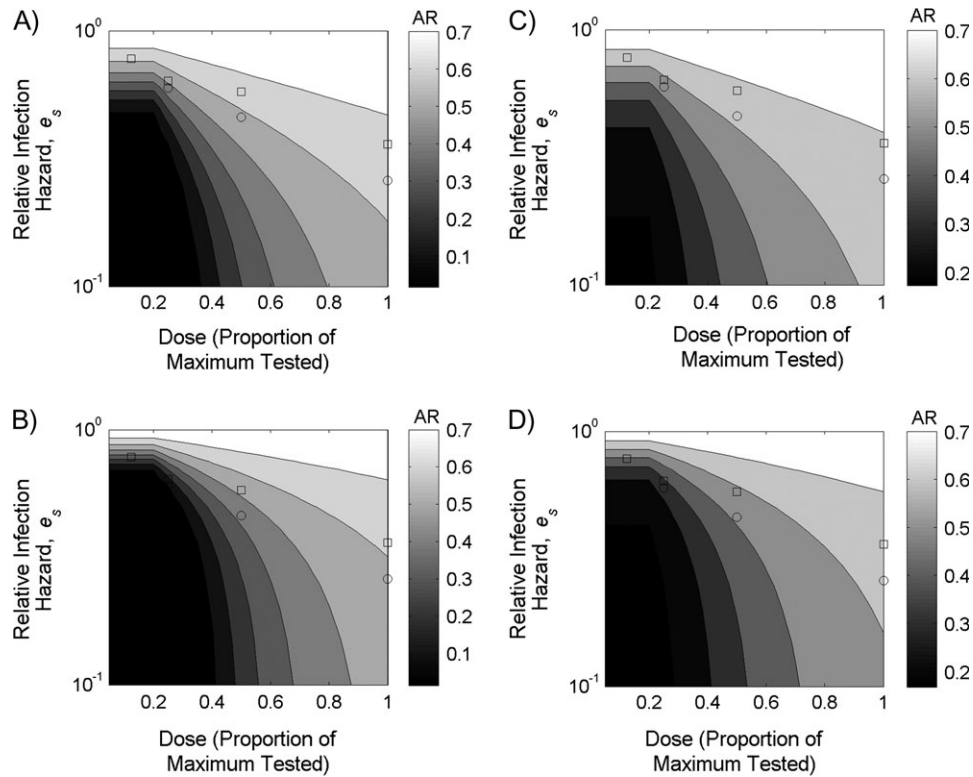 A)
AR
10⁰
0.7
0.6
0.5
0.4
0.3
0.2
0.1
10⁻¹
Relative Infection
Hazard, eₛ
0.2 0.4 0.6 0.8 1
Dose (Proportion of
Maximum Tested)
C)
AR
10⁰
0.7
0.6
0.5
0.4
0.3
0.2
10⁻¹
Relative Infection
Hazard, eₛ
0.2 0.4 0.6 0.8 1
Dose (Proportion of
Maximum Tested)
B)
AR
10⁰
0.7
0.6
0.5
0.4
0.3
0.2
0.1
10⁻¹
Relative Infection
Hazard, eₛ
0.2 0.4 0.6 0.8 1
Dose (Proportion of
Maximum Tested)
D)
AR
10⁰
0.7
0.6
0.5
0.4
0.3
0.2
10⁻¹
Relative Infection
Hazard, eₛ
0.2 0.4 0.6 0.8 1
Dose (Proportion of
Maximum Tested)